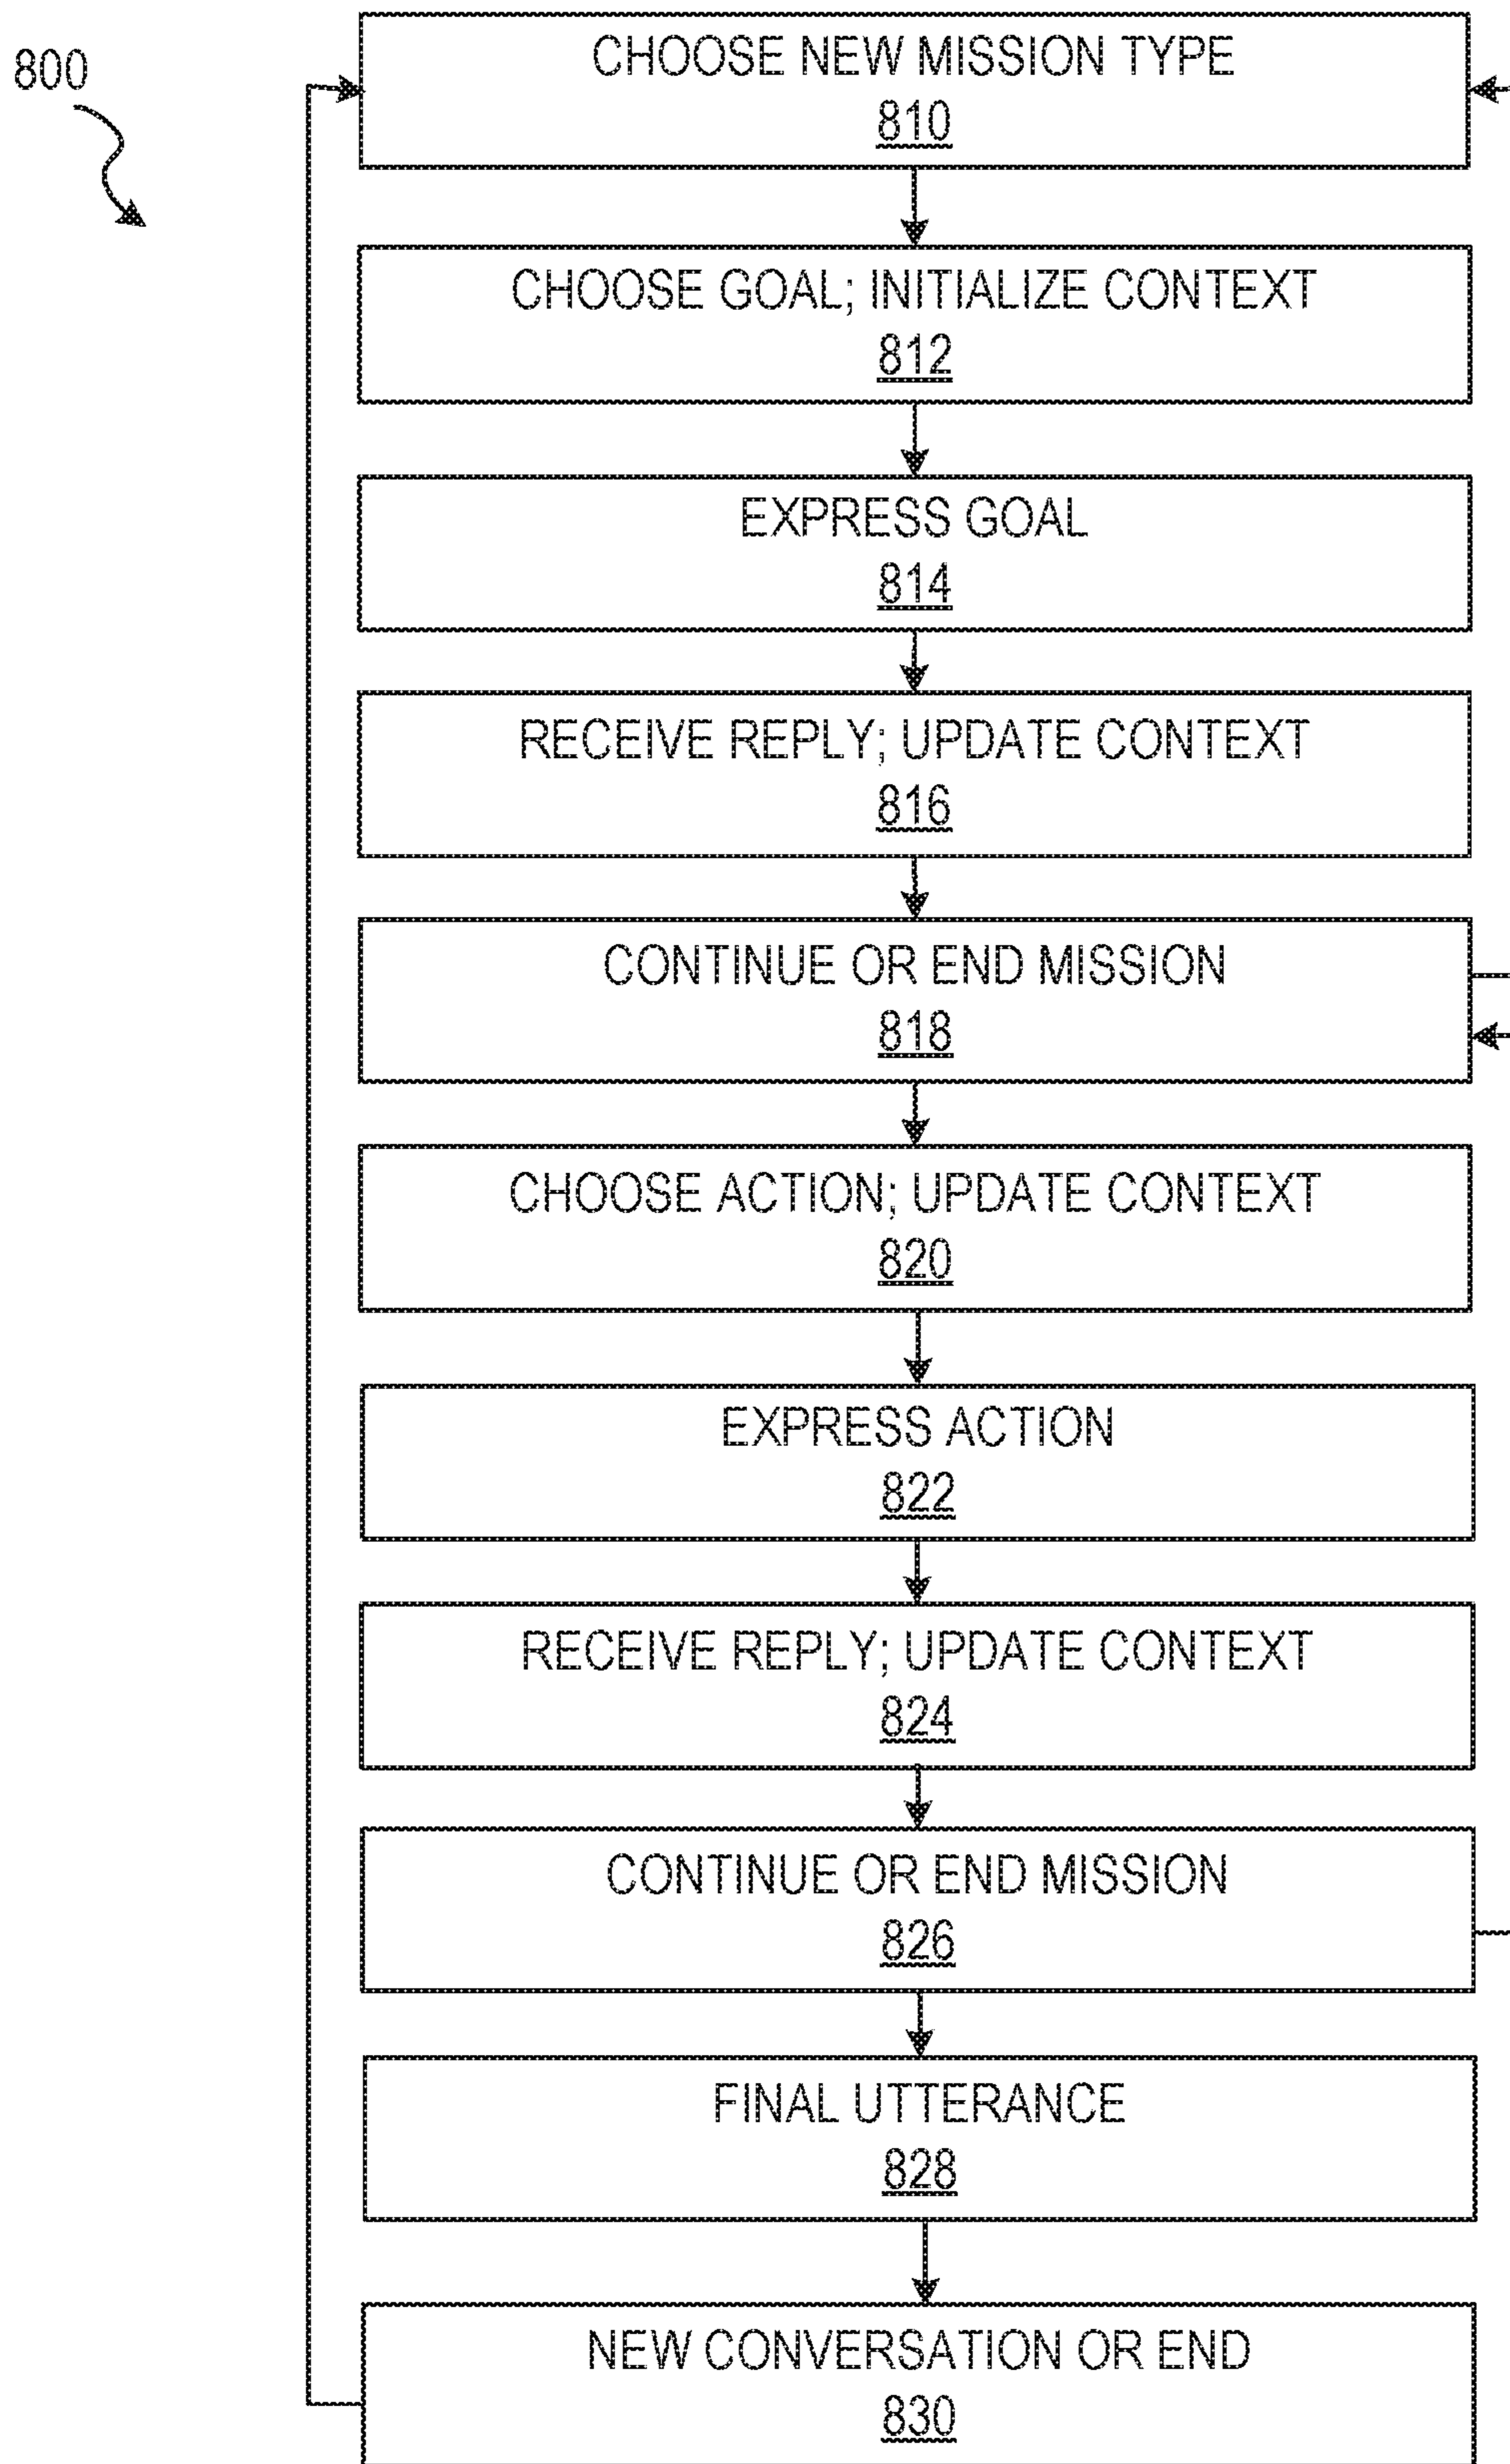 800
CHOOSE NEW MISSION TYPE
810
CHOOSE GOAL; INITIALIZE CONTEXT
812
EXPRESS GOAL
814
RECEIVE REPLY; UPDATE CONTEXT
816
CONTINUE OR END MISSION
818
CHOOSE ACTION; UPDATE CONTEXT
820
EXPRESS ACTION
822
RECEIVE REPLY; UPDATE CONTEXT
824
CONTINUE OR END MISSION
826
FINAL UTTERANCE
828
NEW CONVERSATION OR END
830